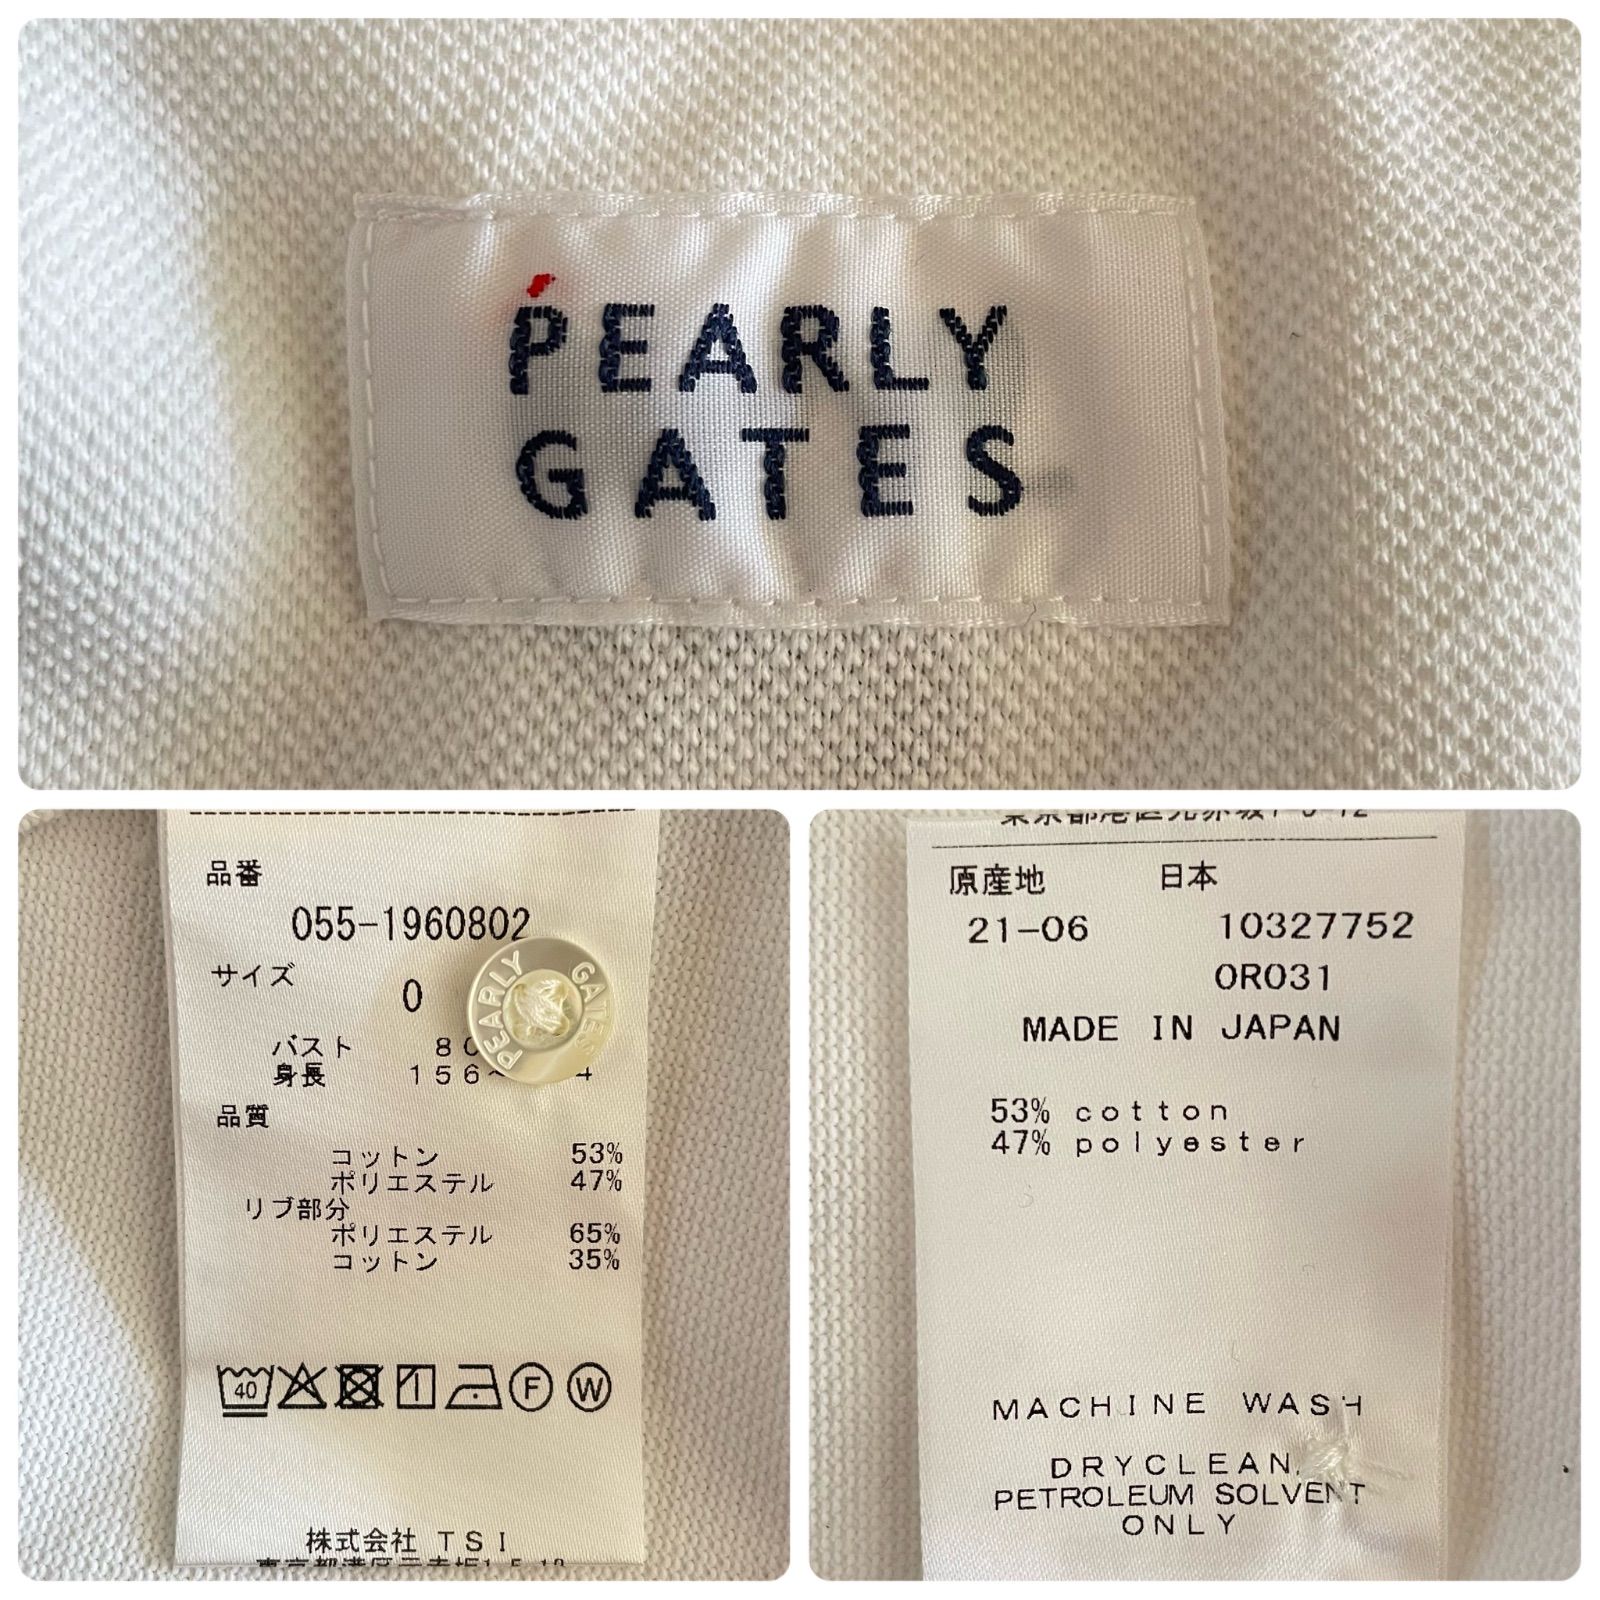 PEARLY
GATES
品番
055-1960802
サイズ
0
バスト
身長
品質
コットン 53%
ポリエステル 47%
リブ部分
ポリエステル 65%
コットン 35%
40
F
W
株式会社 TSI
PEARLY GATES
原産地 日本
21-06 10327752
0R031
MADE IN JAPAN
53% cotton
47% polyester
MACHINE WASH
DRYCLEAN,
PETROLEUM SOLVENT
ONLY